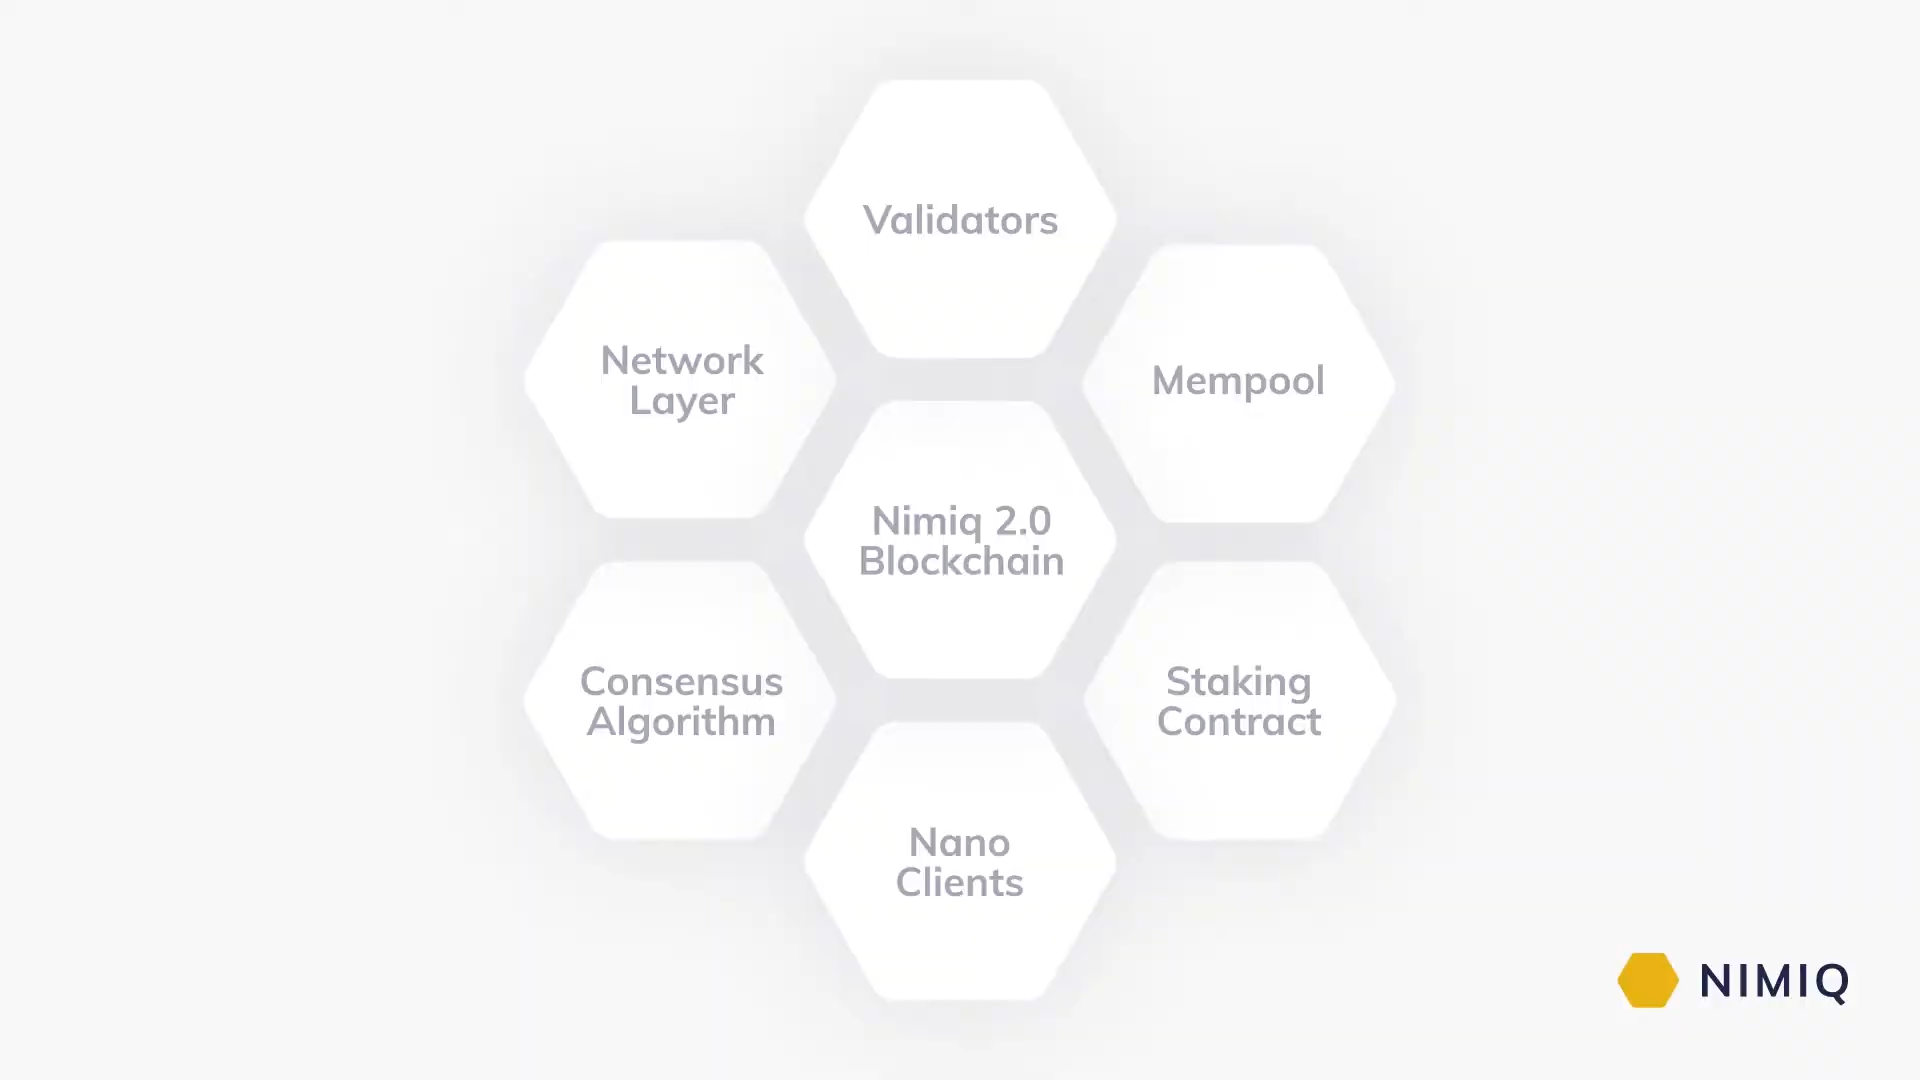 Validators
Network
Layer
Mempool
Nimiq 2.0
Blockchain
Consensus
Algorithm
Staking
Contract
Nano
Clients
NIMIQ